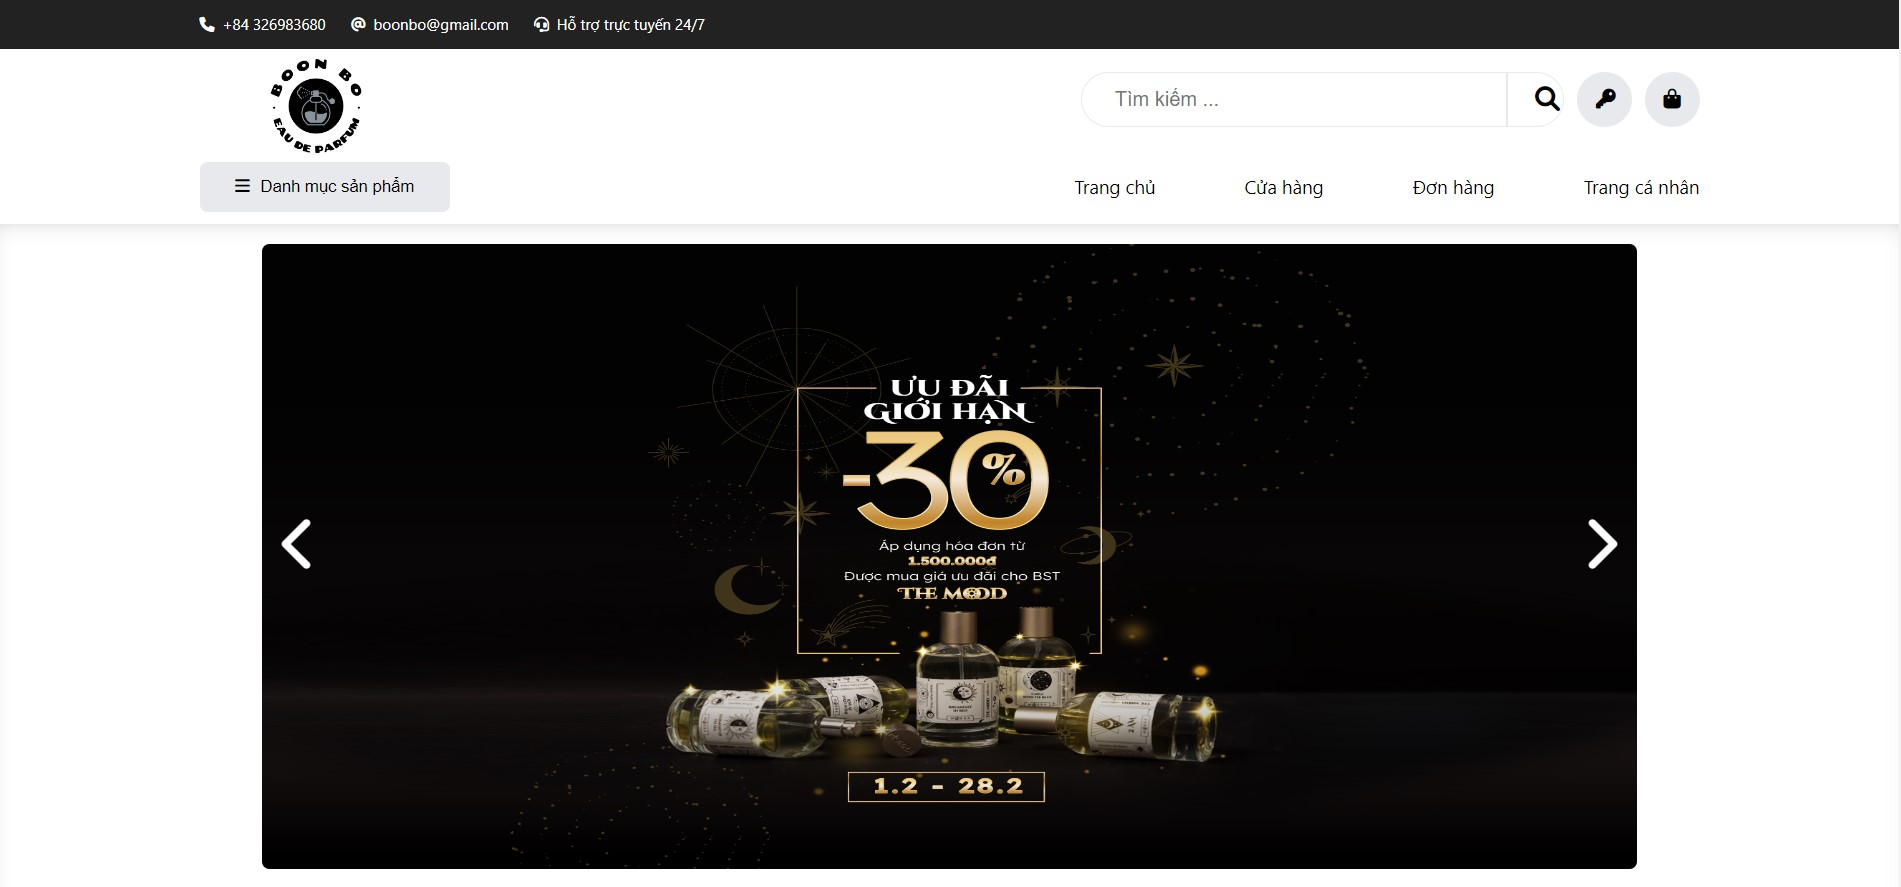 +84 326983680
boonbo@gmail.com
Hỗ trợ trực tuyến 24/7
BOON BO
EAU DE PARFUM
Tìm kiếm ...
Danh mục sản phẩm
Trang chủ
Cửa hàng
Đơn hàng
Trang cá nhân
ƯU ĐÃI
GIỚI HẠN
-30%
Áp dụng hóa đơn từ
1.500.000đ
Được mua giá ưu đãi cho BST
THE MOOD
1.2 - 28.2